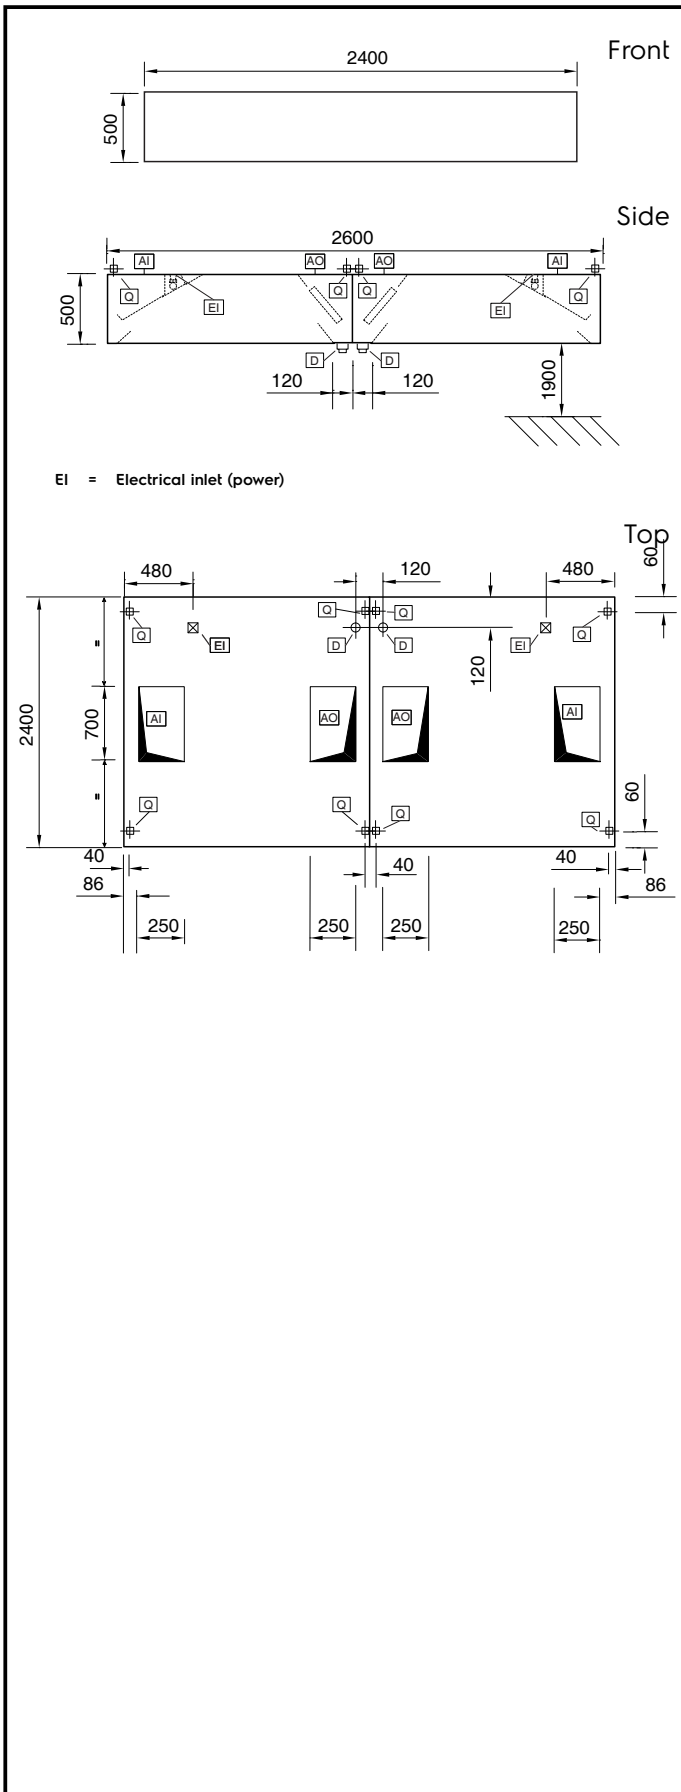 Front
2400
500
Side
2600
AI AO AO AI
Q Q Q Q
EI EI
500
D D
120 120
1900
EI = Electrical inlet (power)
Top
480 120 480 60
Q Q
Q Q
EI D D EI
120
=
2400
700
AI AO AO AI
=
Q Q Q Q
60
40 40 40
86 86
250 250 250 250